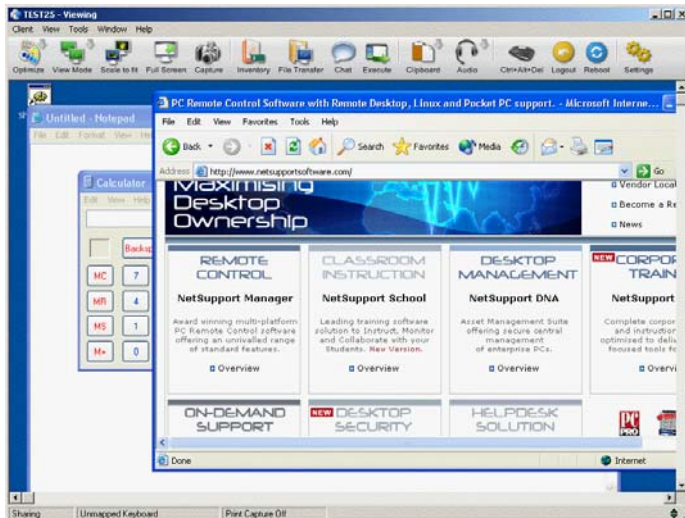 TEST25 - Viewing
Client View Tools Window Help
Optimize View Mode Scale to fit Full Screen Capture Inventory File Transfer Chat Execute Clipboard Audio Ctrl+Alt+Del Logout Reboot Settings
Untitled - Notepad
File Edit Format View
Calculator
Edit View Help
Backsp
MC 7
MR 4
MS 1
M+ 0
PC Remote Control Software with Remote Desktop, Linux and Pocket PC support. - Microsoft Interne...
File Edit View Favorites Tools Help
Back Search Favorites Media
Address http://www.netsupportsoftware.com/ Go
Maximising
Desktop
Ownership
Vendor Local
Become a Re
News
REMOTE CONTROL
NetSupport Manager
Award winning multi-platform
PC Remote Control software
offering an unrivalled range
of standard features.
Overview
CLASSROOM INSTRUCTION
NetSupport School
Leading training software
solution to Instruct, Monitor
and Collaborate with your
Students. New Version.
Overview
DESKTOP MANAGEMENT
NetSupport DNA
Asset Management Suite
offering secure central
management
of enterprise PCs.
Overview
NEW CORPOR
TRAIN
NetSupport
Complete corpor
and instruction
optimized to deliv
focused tools fo
Overvi
ON-DEMAND SUPPORT
NEW DESKTOP SECURITY
HELPDESK SOLUTION
PC PRO
Done Internet
Sharing Unmapped Keyboard Print Capture Off